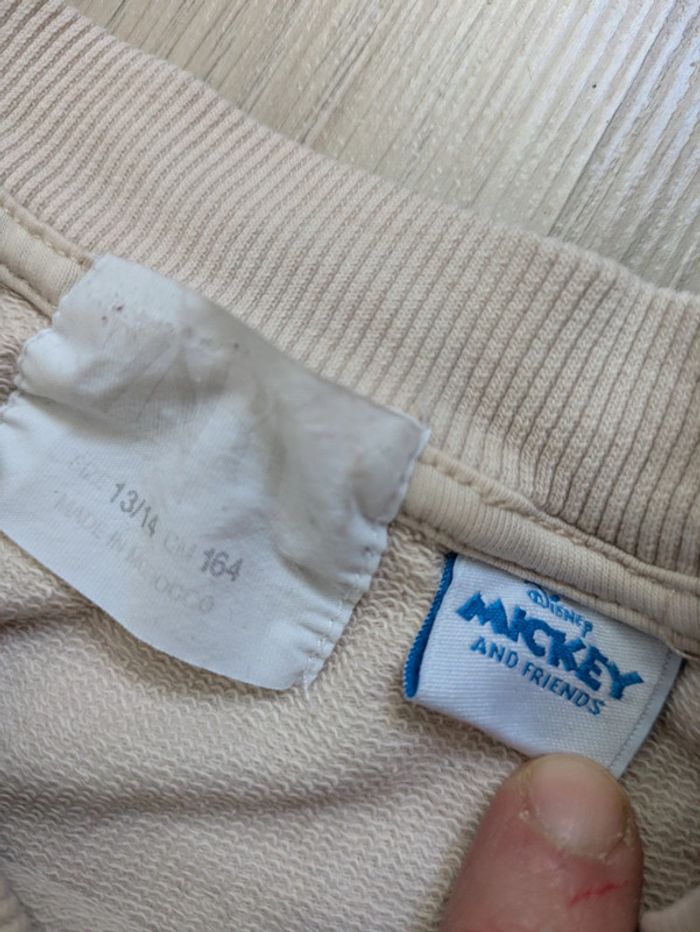 SIZE 13/14 CM 164
MADE IN MOROCCO
Disney
MICKEY
AND FRIENDS